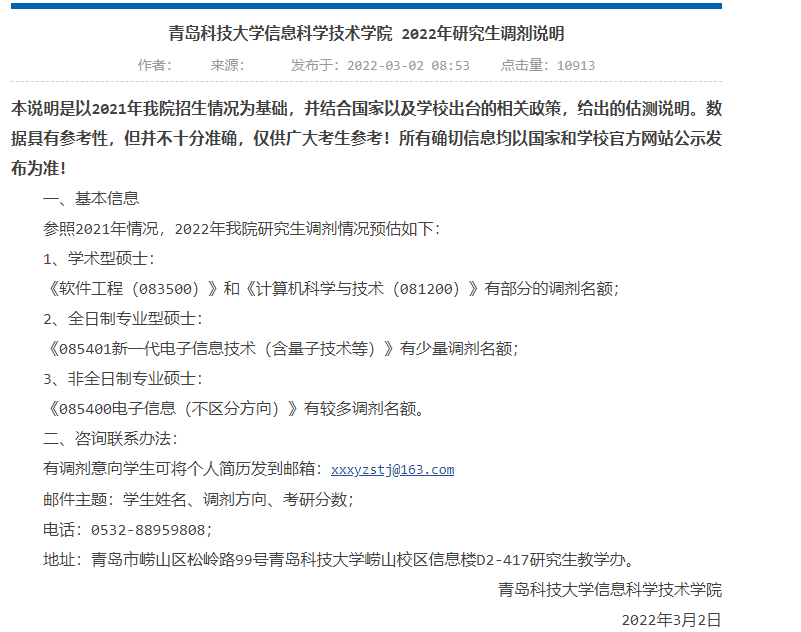 青岛科技大学信息科学技术学院 2022年研究生调剂说明
作者： 来源： 发布于：2022-03-02 08:53 点击量：10913
本说明是以2021年我院招生情况为基础，并结合国家以及学校出台的相关政策，给出的估测说明。数
据具有参考性，但并不十分准确，仅供广大考生参考！所有确切信息均以国家和学校官方网站公示发
布为准！
一、基本信息
参照2021年情况，2022年我院研究生调剂情况预估如下：
1、学术型硕士：
《软件工程（083500）》和《计算机科学与技术（081200）》有部分的调剂名额；
2、全日制专业型硕士：
《085401新一代电子信息技术（含量子技术等）》有少量调剂名额；
3、非全日制专业硕士：
《085400电子信息（不区分方向）》有较多调剂名额。
二、咨询联系办法：
有调剂意向学生可将个人简历发到邮箱：xxxyzstj@163.com
邮件主题：学生姓名、调剂方向、考研分数；
电话：0532-88959808；
地址：青岛市崂山区松岭路99号青岛科技大学崂山校区信息楼D2-417研究生教学办。
青岛科技大学信息科学技术学院
2022年3月2日